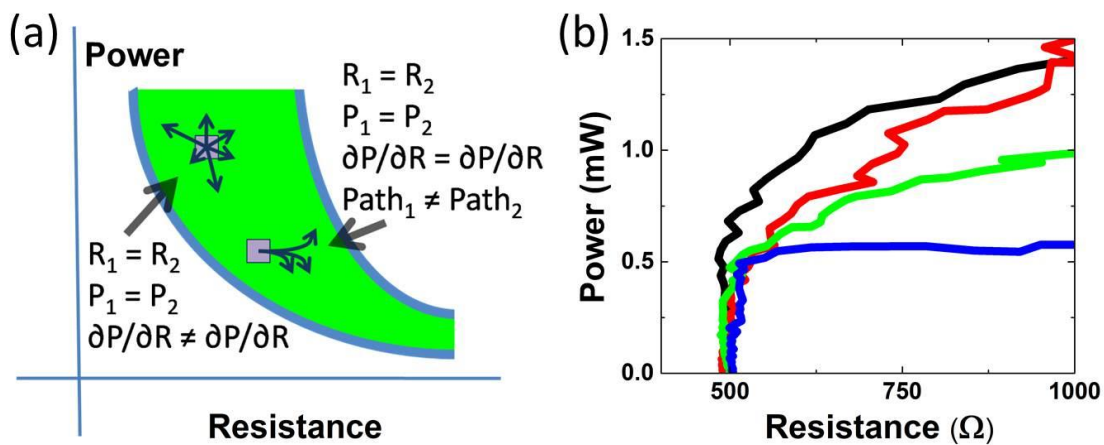 (a)
Power
R₁ = R₂
P₁ = P₂
∂P/∂R = ∂P/∂R
Path₁ ≠ Path₂
R₁ = R₂
P₁ = P₂
∂P/∂R ≠ ∂P/∂R
Resistance
(b)
Power (mW)
1.5
1.0
0.5
0.0
500 750 1000
Resistance (Ω)